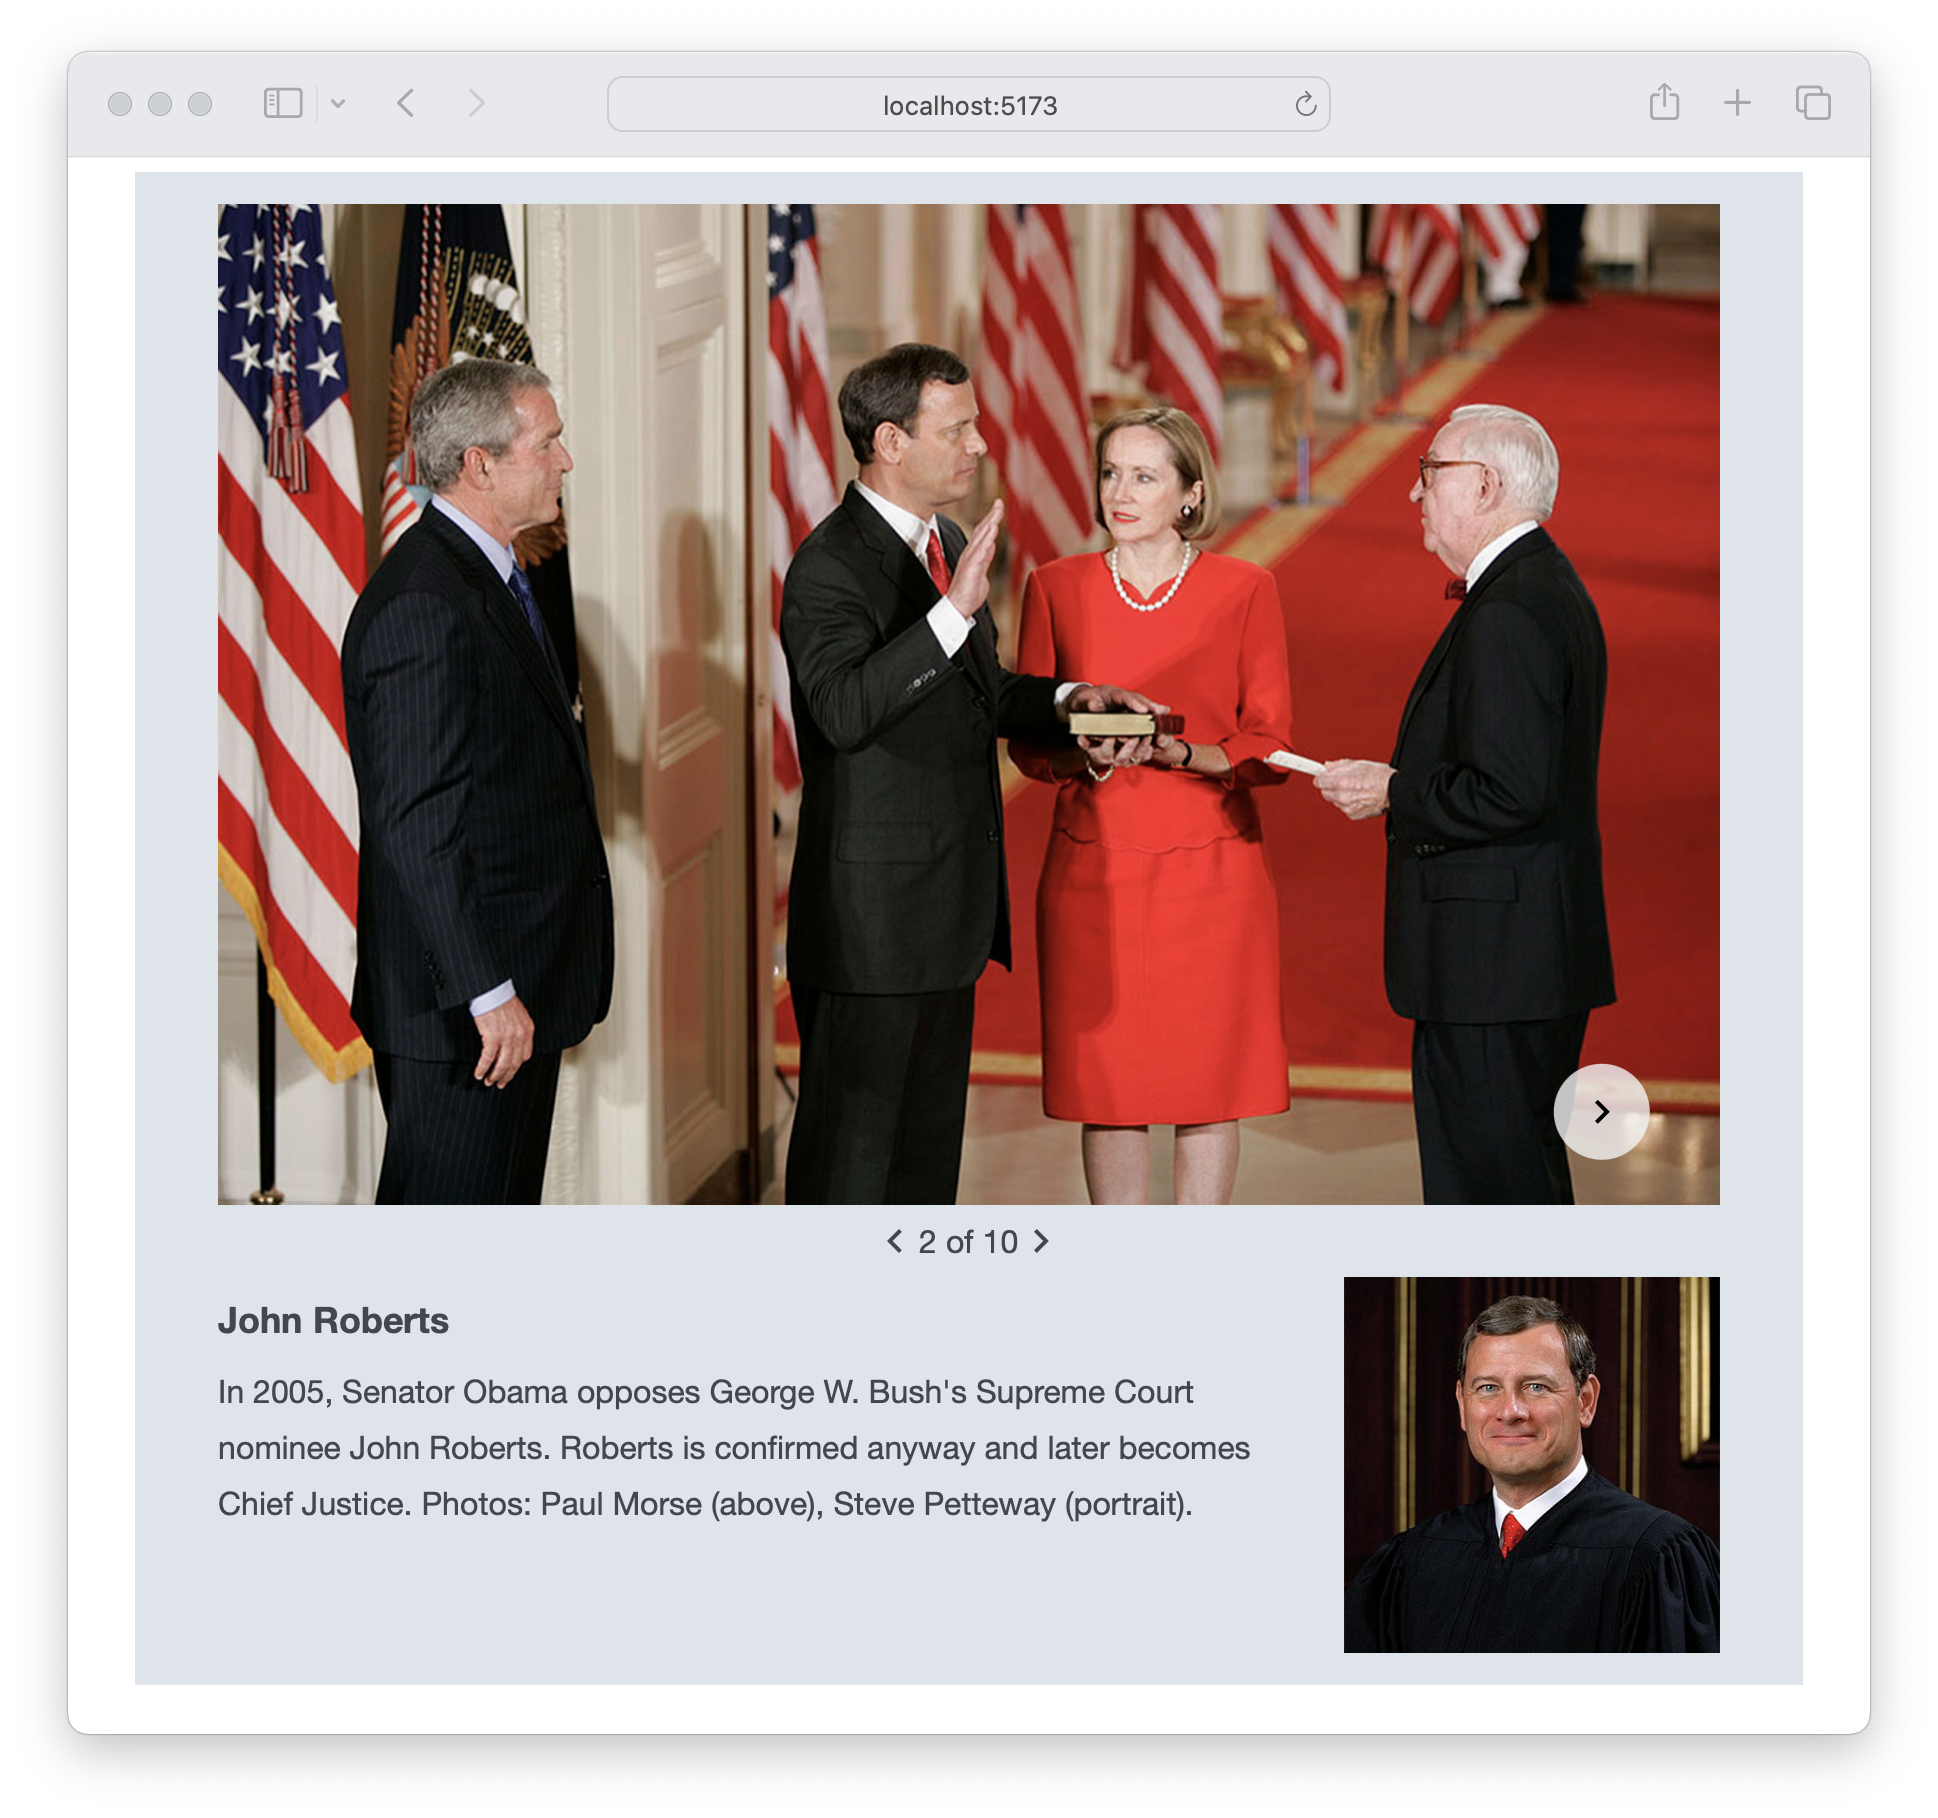 localhost:5173
2 of 10
John Roberts
In 2005, Senator Obama opposes George W. Bush's Supreme Court
nominee John Roberts. Roberts is confirmed anyway and later becomes
Chief Justice. Photos: Paul Morse (above), Steve Petteway (portrait).